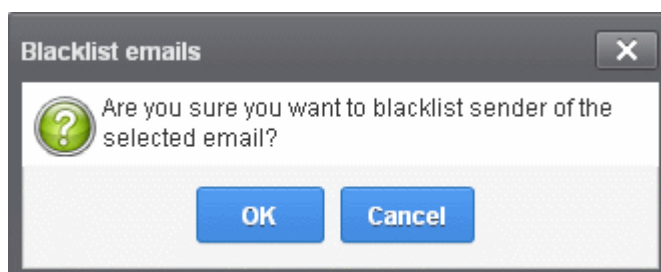 Blacklist emails
Are you sure you want to blacklist sender of the
selected email?
OK
Cancel